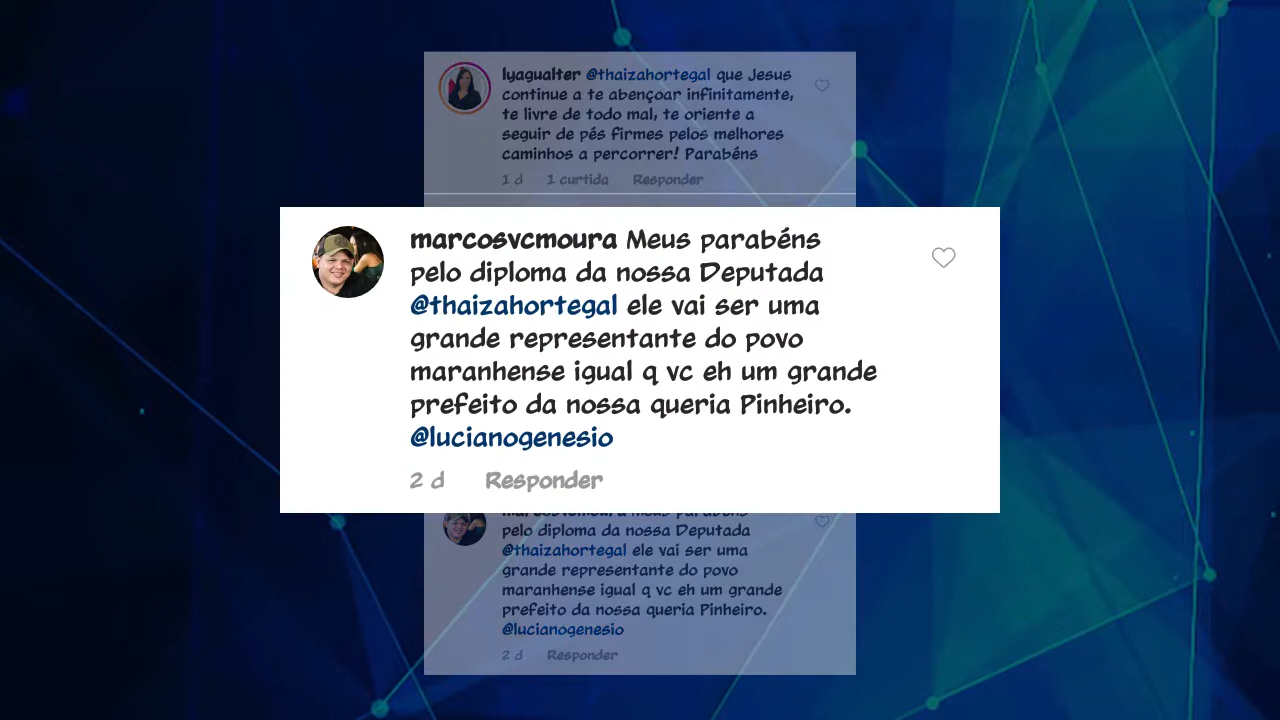 lyagualter @thaizahortegal que Jesus
continue a te abençoar infinitamente,
te livre de todo mal, te oriente a
seguir de pés firmes pelos melhores
caminhos a percorrer! Parabéns
1 d 1 curtida Responder
marcosvcmoura Meus parabéns
pelo diploma da nossa Deputada
@thaizahortegal ele vai ser uma
grande representante do povo
maranhense igual q vc eh um grande
prefeito da nossa queria Pinheiro.
@lucianogenesio
2 d Responder
marcosvcmoura Meus parabéns
pelo diploma da nossa Deputada
@thaizahortegal ele vai ser uma
grande representante do povo
maranhense igual q vc eh um grande
prefeito da nossa queria Pinheiro.
@lucianogenesio
2 d Responder